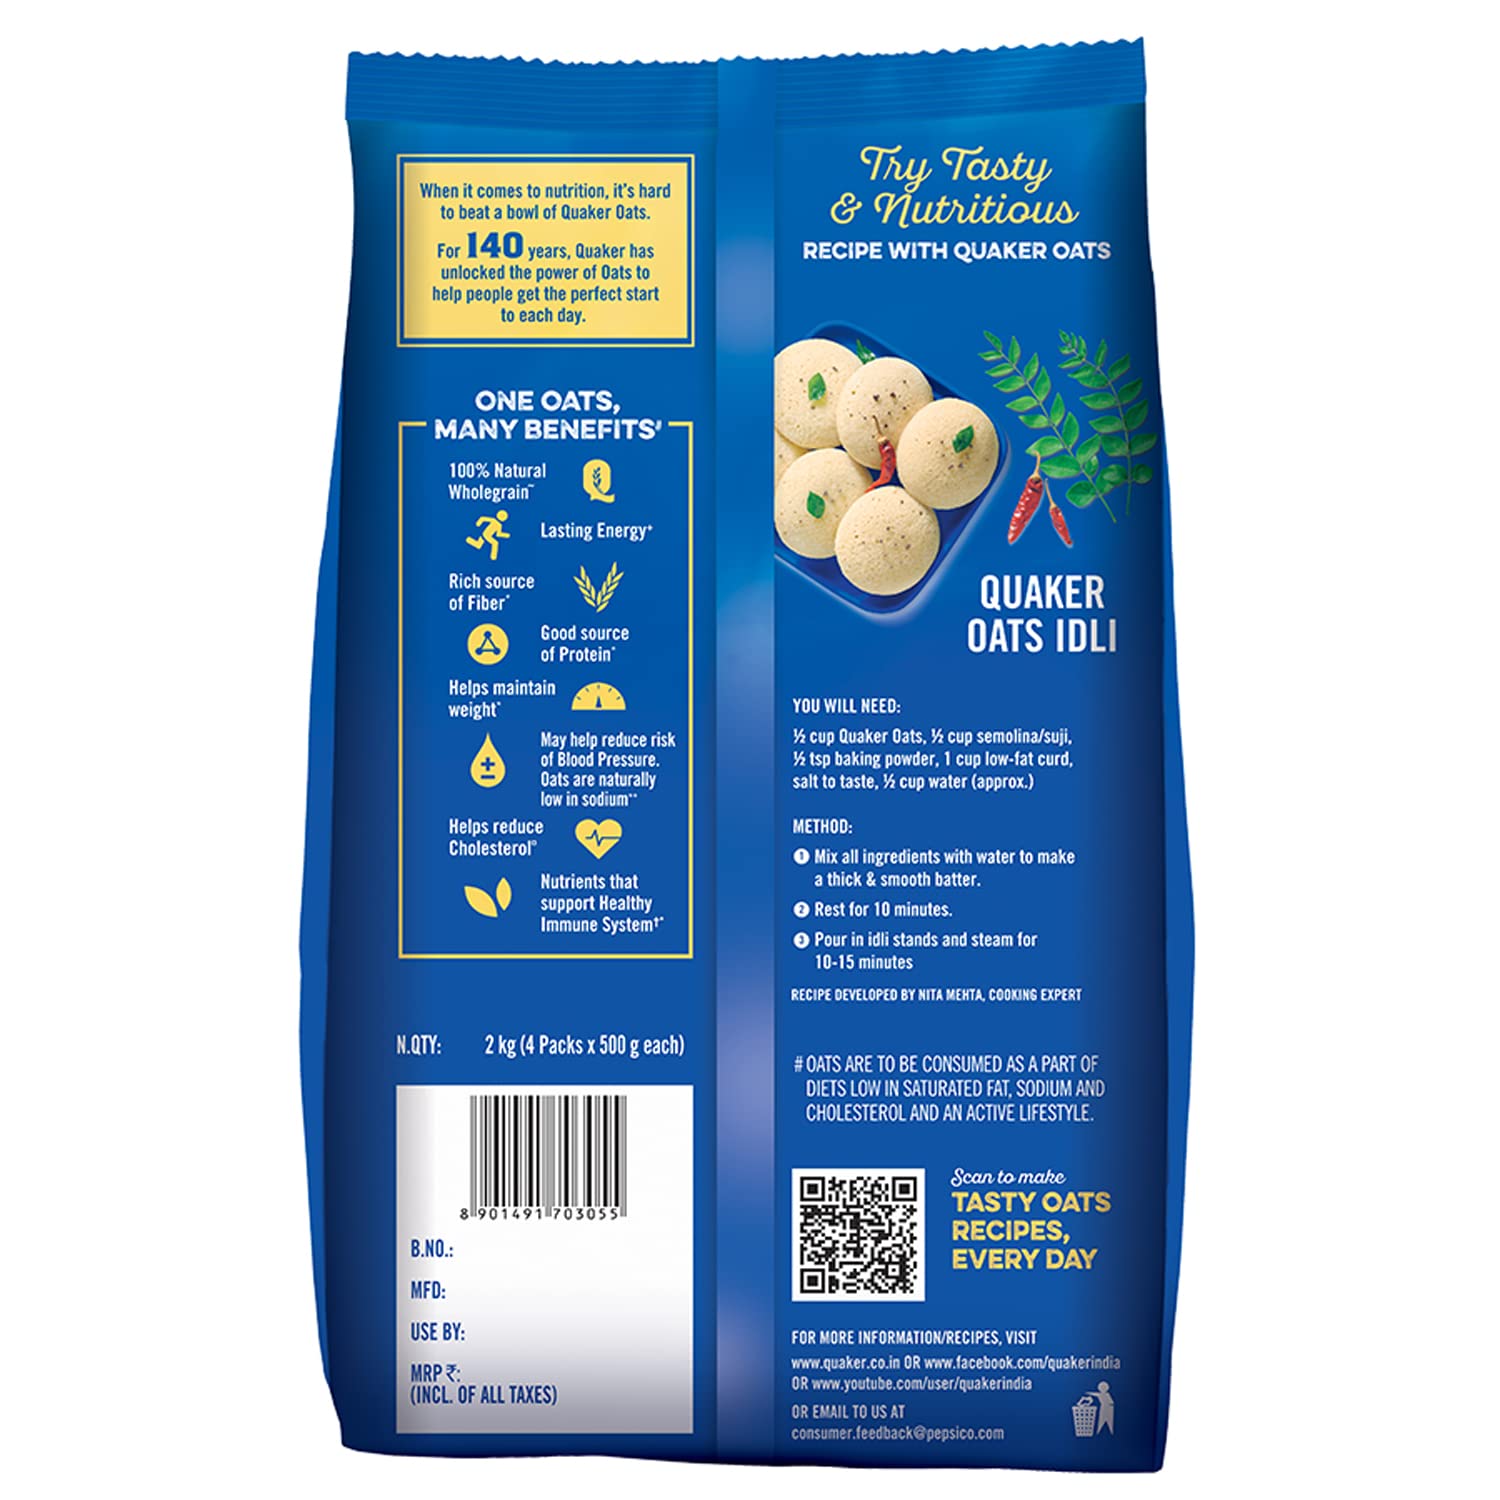 When it comes to nutrition, it's hard
to beat a bowl of Quaker Oats.
For 140 years, Quaker has
unlocked the power of Oats to
help people get the perfect start
to each day.
ONE OATS,
MANY BENEFITS#
100% Natural
Wholegrain~
Lasting Energy+
Rich source
of Fiber*
Good source
of Protein*
Helps maintain
weight*
May help reduce risk
of Blood Pressure.
Oats are naturally
low in sodium**
Helps reduce
Cholesterol
Nutrients that
support Healthy
Immune System†*
N.QTY: 2 kg (4 Packs x 500 g each)
8 901491 703055
B.NO.:
MFD:
USE BY:
MRP ₹:
(INCL. OF ALL TAXES)
Try Tasty
& Nutritious
RECIPE WITH QUAKER OATS
QUAKER
OATS IDLI
YOU WILL NEED:
½ cup Quaker Oats, ½ cup semolina/suji,
½ tsp baking powder, 1 cup low-fat curd,
salt to taste, ½ cup water (approx.)
METHOD:
1 Mix all ingredients with water to make
a thick & smooth batter.
2 Rest for 10 minutes.
3 Pour in idli stands and steam for
10-15 minutes
RECIPE DEVELOPED BY NITA MEHTA, COOKING EXPERT
# OATS ARE TO BE CONSUMED AS A PART OF
DIETS LOW IN SATURATED FAT, SODIUM AND
CHOLESTEROL AND AN ACTIVE LIFESTYLE.
Scan to make
TASTY OATS
RECIPES,
EVERY DAY
FOR MORE INFORMATION/RECIPES, VISIT
www.quaker.co.in OR www.facebook.com/quakerindia
OR www.youtube.com/user/quakerindia
OR EMAIL TO US AT
consumer.feedback@pepsico.com